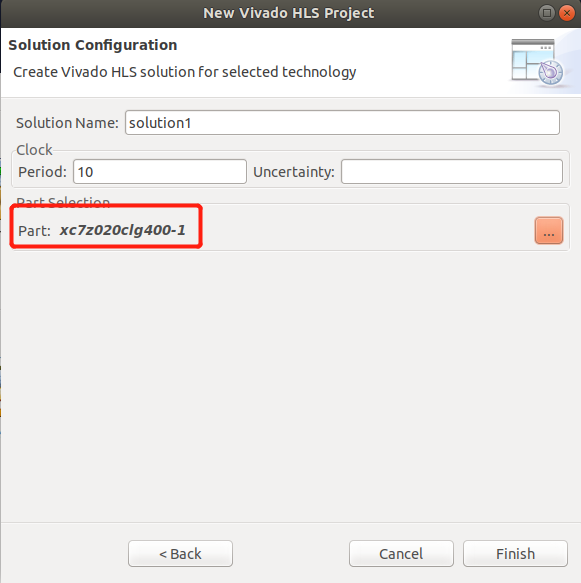 New Vivado HLS Project
Solution Configuration
Create Vivado HLS solution for selected technology
Solution Name: solution1
Clock
Period: 10 Uncertainty:
Part Selection
Part: xc7z020clg400-1 ...
< Back Cancel Finish